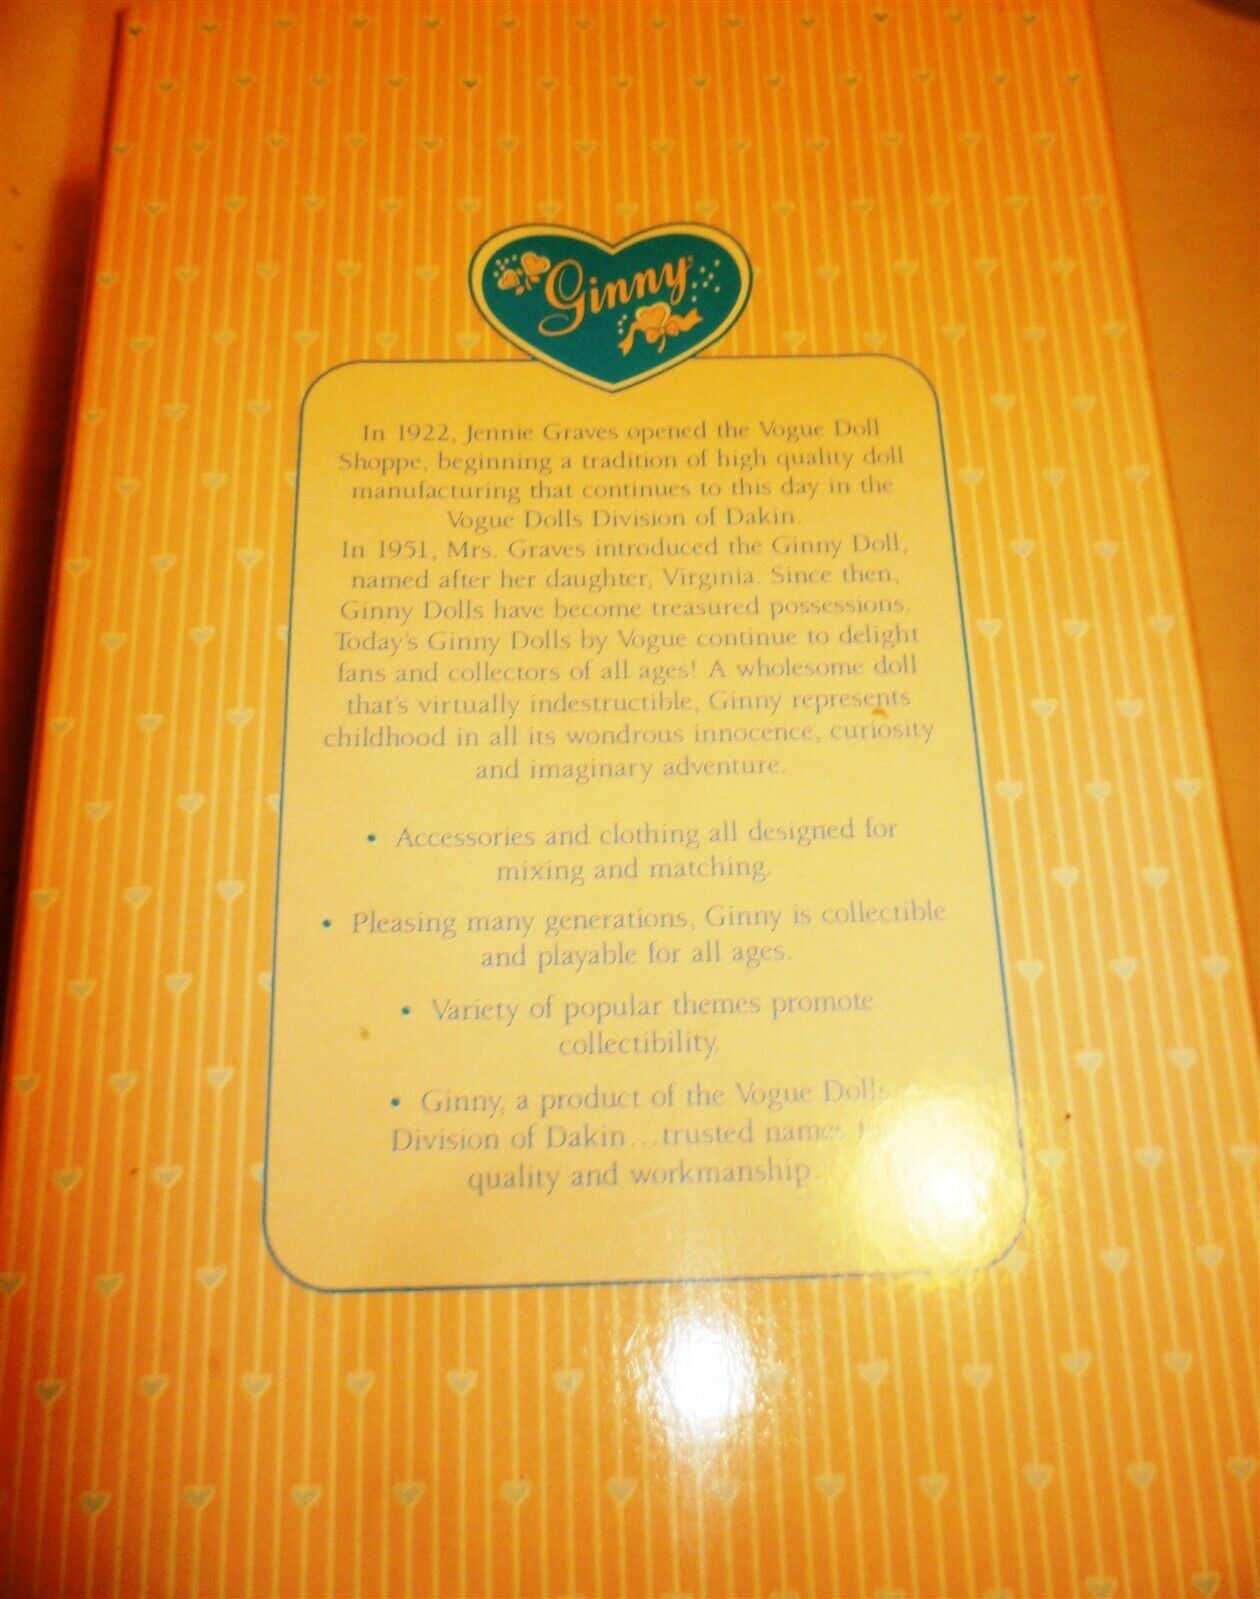 Ginny
In 1922, Jennie Graves opened the Vogue Doll
Shoppe, beginning a tradition of high quality doll
manufacturing that continues to this day in the
Vogue Dolls Division of Dakin.
In 1951, Mrs. Graves introduced the Ginny Doll,
named after her daughter, Virginia. Since then,
Ginny Dolls have become treasured possessions.
Today's Ginny Dolls by Vogue continue to delight
fans and collectors of all ages! A wholesome doll
that's virtually indestructible, Ginny represents
childhood in all its wondrous innocence, curiosity
and imaginary adventure.
• Accessories and clothing all designed for
mixing and matching.
• Pleasing many generations, Ginny is collectible
and playable for all ages.
• Variety of popular themes promote
collectibility.
• Ginny, a product of the Vogue Dolls
Division of Dakin...trusted names
quality and workmanship.